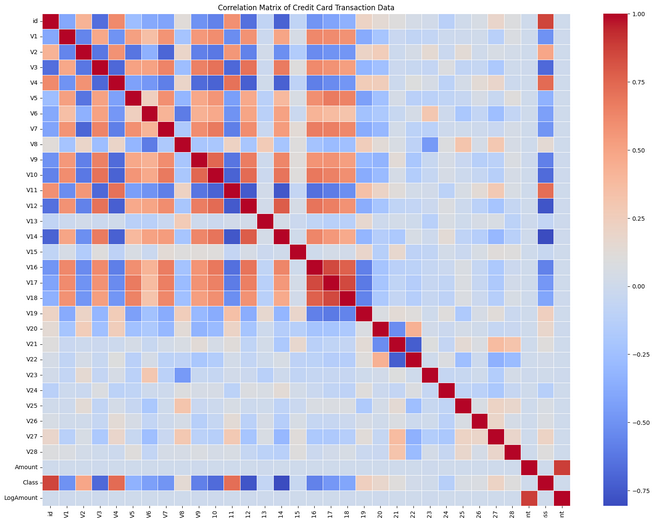 Correlation Matrix of Credit Card Transaction Data
id
V1
V2
V3
V4
V5
V6
V7
V8
V9
V10
V11
V12
V13
V14
V15
V16
V17
V18
V19
V20
V21
V22
V23
V24
V25
V26
V27
V28
Amount
Class
LogAmount
id V1 V2 V3 V4 V5 V6 V7 V8 V9 10 11 12 13 14 15 16 17 18 19 20 21 22 23 24 25 26 27 28 nt ss nt
1.00
0.75
0.50
0.25
0.00
−0.25
−0.50
−0.75